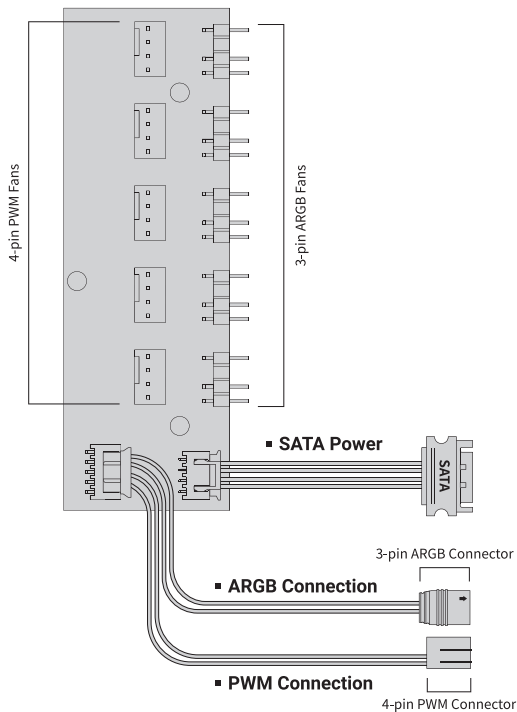 4-pin PWM Fans
3-pin ARGB Fans
▪ SATA Power
SATA
3-pin ARGB Connector
▪ ARGB Connection
▪ PWM Connection
4-pin PWM Connector